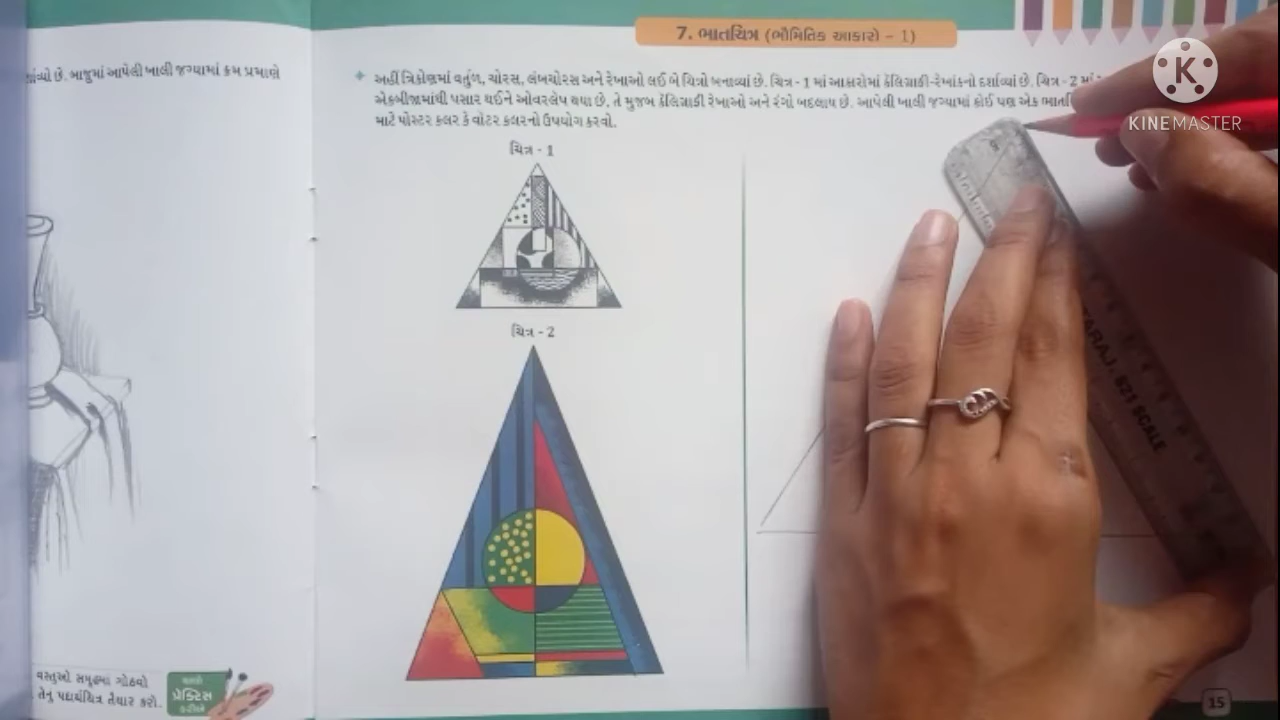 7. ભાતચિત્ર (ભૌમિતિક આકારો - 1)
વ્યો છે. બાજુમાં આપેલી ખાલી જગ્યામાં ક્રમ પ્રમાણે
અહીં ત્રિકોણમાં વર્તુળ, ચોરસ, લંબચોરસ અને રેખાઓ લઈ બે ચિત્રો બનાવ્યાં છે. ચિત્ર - 1 માં આકારોમાં કેલિગ્રાફી-રેખાંકનો દર્શાવ્યાં છે. ચિત્ર - 2 માં
એકબીજામાંથી પસાર થઈને ઓવરલેપ થયા છે. તે મુજબ કેલિગ્રાફી રેખાઓ અને રંગો બદલાય છે. આપેલી ખાલી જગ્યામાં કોઈ પણ એક
માટે પોસ્ટર કલર કે વોટર કલરનો ઉપયોગ કરવો.
ચિત્ર - 1
ચિત્ર - 2
K
KINEMASTER
621 SCALE
વસ્તુઓ સમૂહમાં ગોઠવો
તેનું પદાર્થચિત્ર તૈયાર કરો.
પ્રેક્ટિસ
15